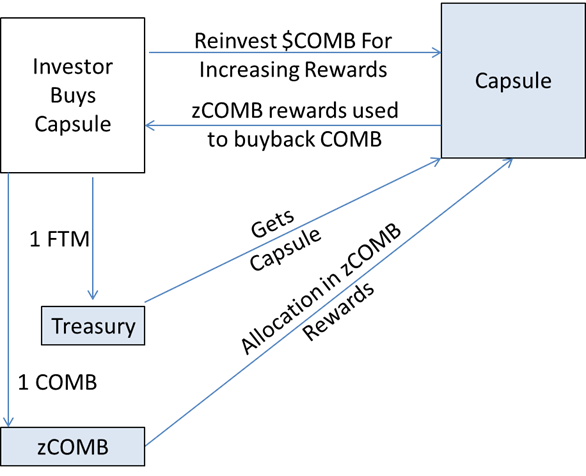 Investor
Buys
Capsule
Reinvest $COMB For
Increasing Rewards
Capsule
zCOMB rewards used
to buyback COMB
1 FTM
Gets
Capsule
Treasury
Allocation in zCOMB
Rewards
1 COMB
zCOMB